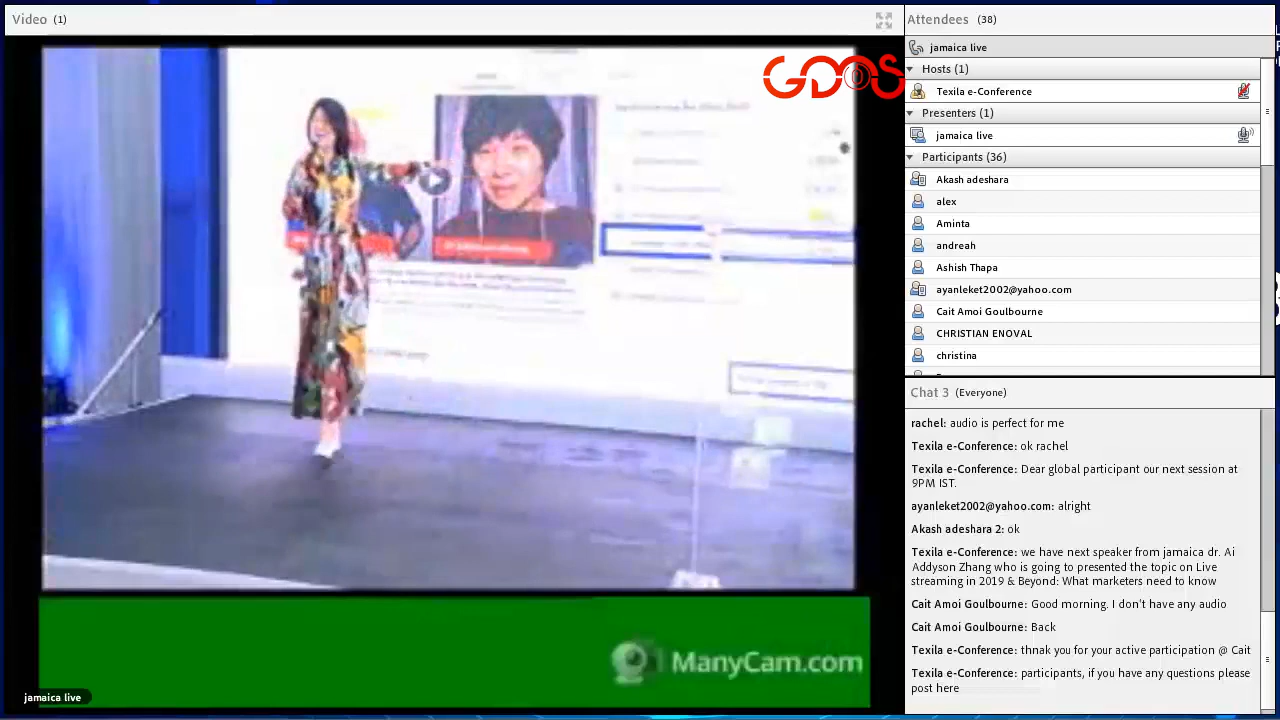 Video (1)
GDOS
ManyCam.com
jamaica live
Attendees (38)
jamaica live
Hosts (1)
Texila e-Conference
Presenters (1)
jamaica live
Participants (36)
Akash adeshara
alex
Aminta
andreah
Ashish Thapa
ayanleket2002@yahoo.com
Cait Amoi Goulbourne
CHRISTIAN ENOVAL
christina
Chat 3 (Everyone)
rachel: audio is perfect for me
Texila e-Conference: ok rachel
Texila e-Conference: Dear global participant our next session at
9PM IST.
ayanleket2002@yahoo.com: alright
Akash adeshara 2: ok
Texila e-Conference: we have next speaker from jamaica dr. Ai
Addyson Zhang who is going to presented the topic on Live
streaming in 2019 & Beyond: What marketers need to know
Cait Amoi Goulbourne: Good morning. I don't have any audio
Cait Amoi Goulbourne: Back
Texila e-Conference: thnak you for your active participation @ Cait
Texila e-Conference: participants, if you have any questions please
post here